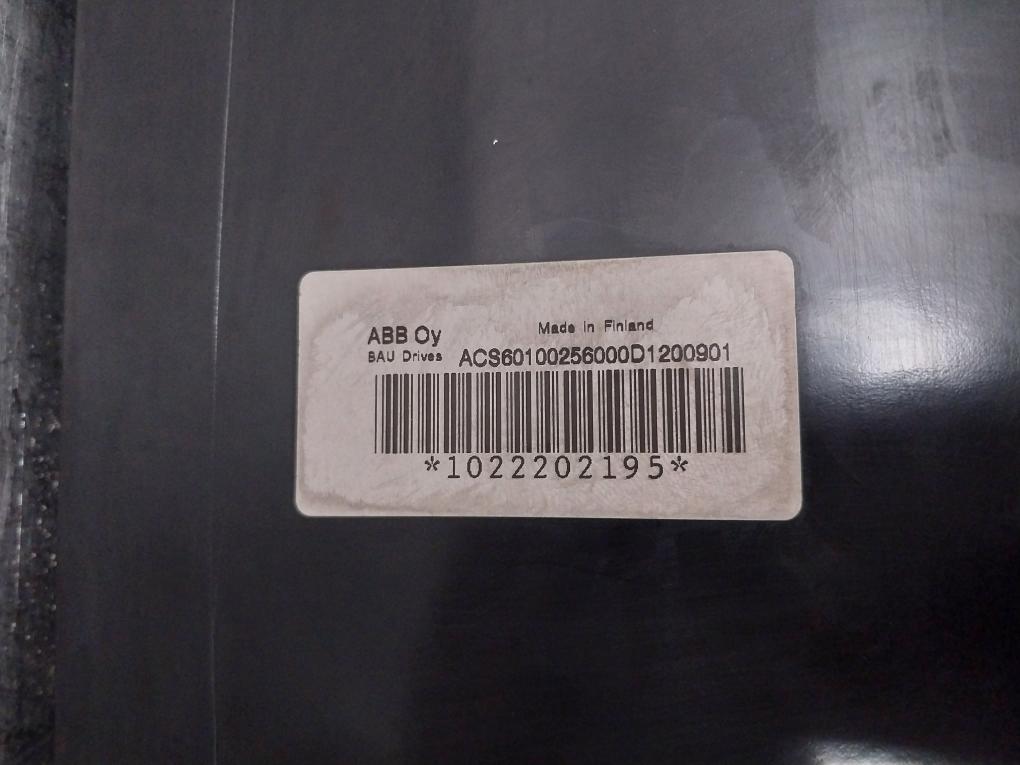 ABB Oy Made in Finland
BAU Drives ACS60100256000D1200901
*1022202195*